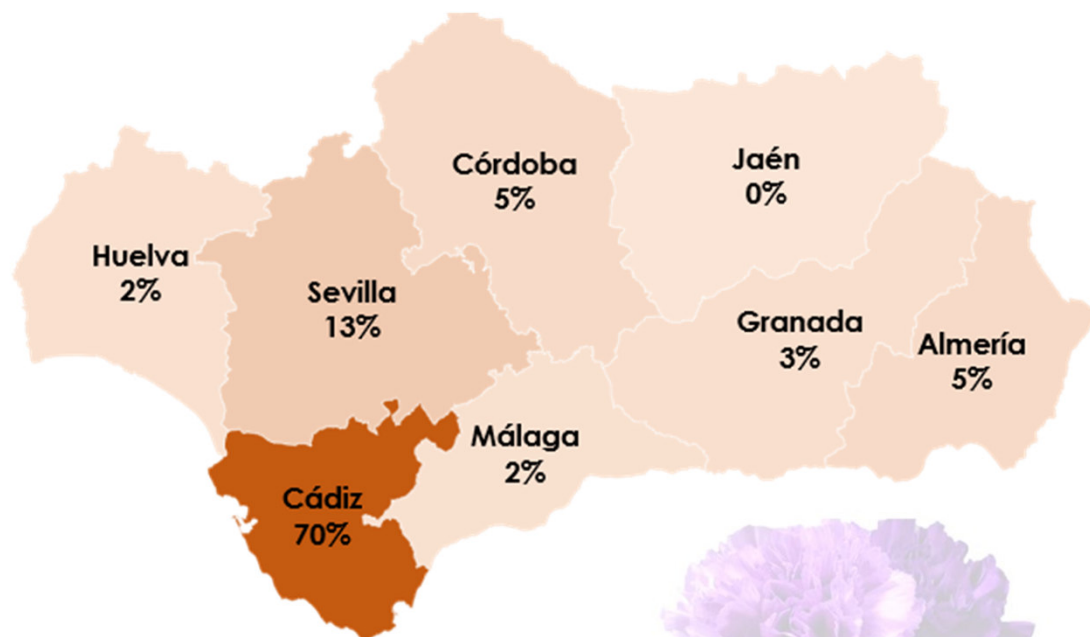 Córdoba
5%
Jaén
0%
Huelva
2%
Sevilla
13%
Granada
3%
Almería
5%
Málaga
2%
Cádiz
70%